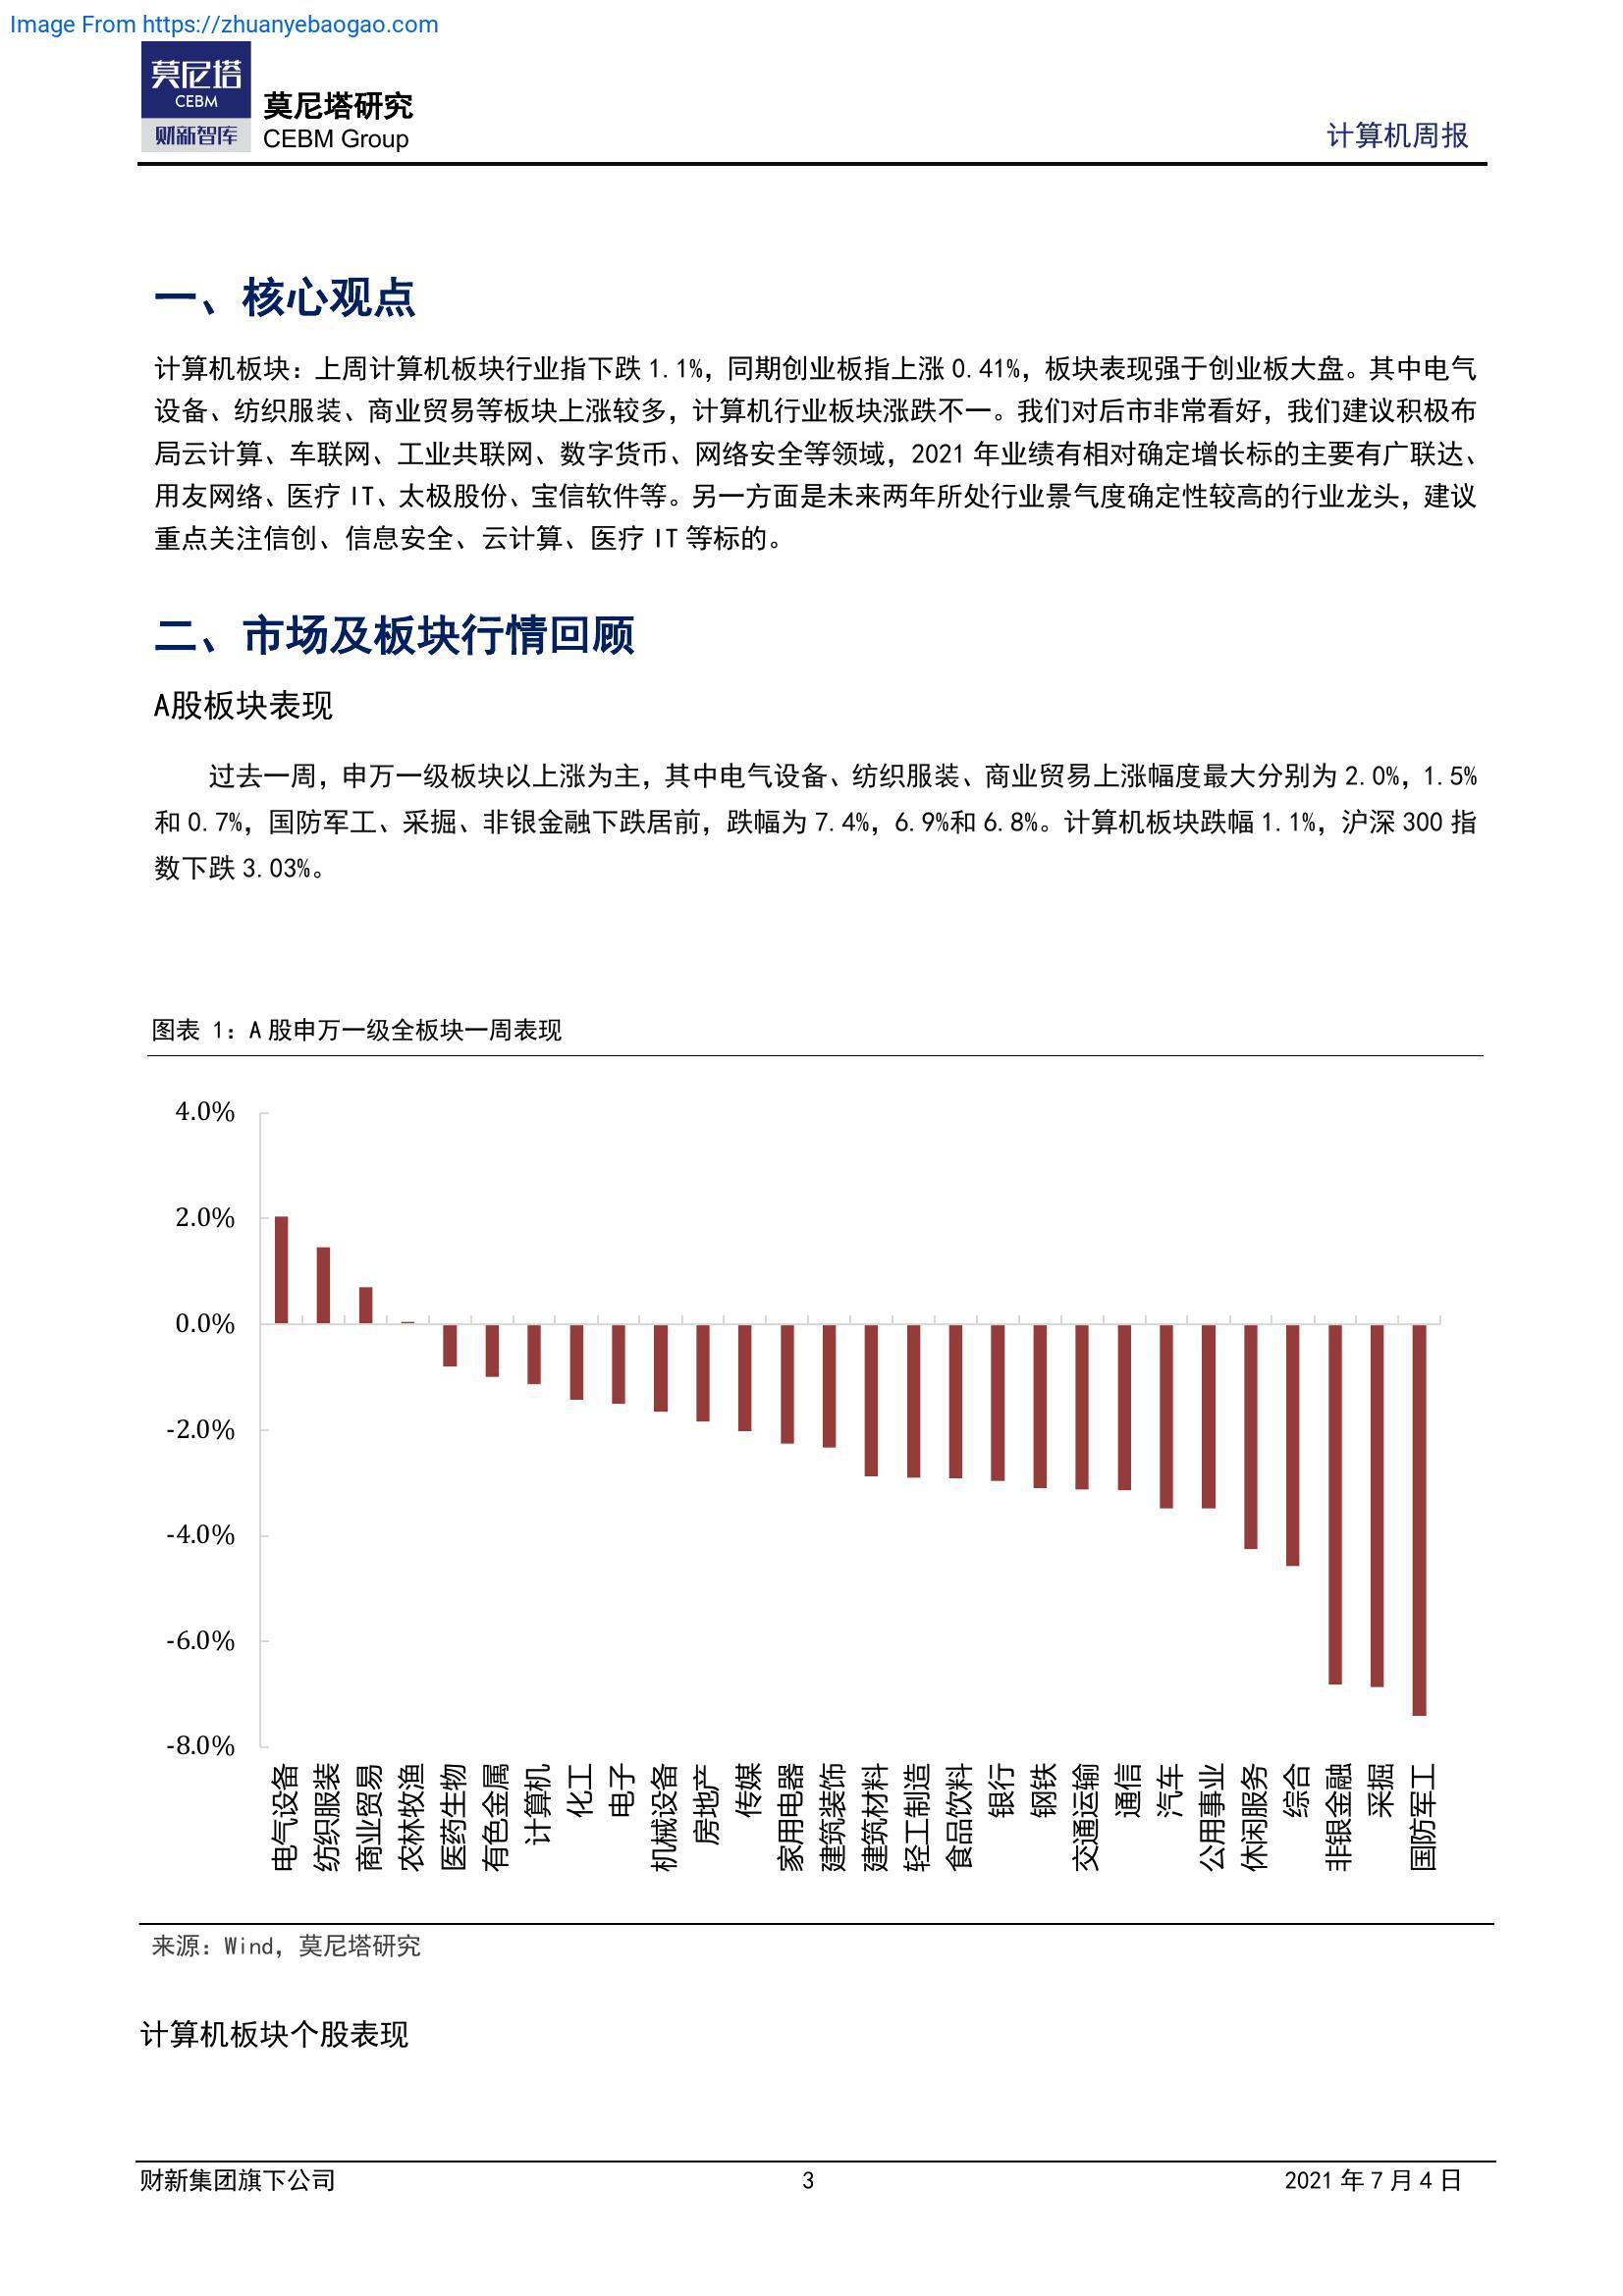 Image From https://zhuanyebaogao.com
莫尼塔
CEBM
财新智库
莫尼塔研究
CEBM Group
计算机周报
一、核心观点
计算机板块：上周计算机板块行业指下跌 1.1%，同期创业板指上涨 0.41%，板块表现强于创业板大盘。其中电气
设备、纺织服装、商业贸易等板块上涨较多，计算机行业板块涨跌不一。我们对后市非常看好，我们建议积极布
局云计算、车联网、工业共联网、数字货币、网络安全等领域，2021 年业绩有相对确定增长标的主要有广联达、
用友网络、医疗 IT、太极股份、宝信软件等。另一方面是未来两年所处行业景气度确定性较高的行业龙头，建议
重点关注信创、信息安全、云计算、医疗 IT 等标的。
二、市场及板块行情回顾
A股板块表现
过去一周，申万一级板块以上涨为主，其中电气设备、纺织服装、商业贸易上涨幅度最大分别为 2.0%，1.5%
和 0.7%，国防军工、采掘、非银金融下跌居前，跌幅为 7.4%，6.9%和 6.8%。计算机板块跌幅 1.1%，沪深 300 指
数下跌 3.03%。
图表 1：A 股申万一级全板块一周表现
4.0%
2.0%
0.0%
-2.0%
-4.0%
-6.0%
-8.0%
电气设备
纺织服装
商业贸易
农林牧渔
医药生物
有色金属
计算机
化工
电子
机械设备
房地产
传媒
家用电器
建筑装饰
建筑材料
轻工制造
食品饮料
银行
钢铁
交通运输
通信
汽车
公用事业
休闲服务
综合
非银金融
采掘
国防军工
来源：Wind，莫尼塔研究
计算机板块个股表现
财新集团旗下公司
3
2021 年 7 月 4 日